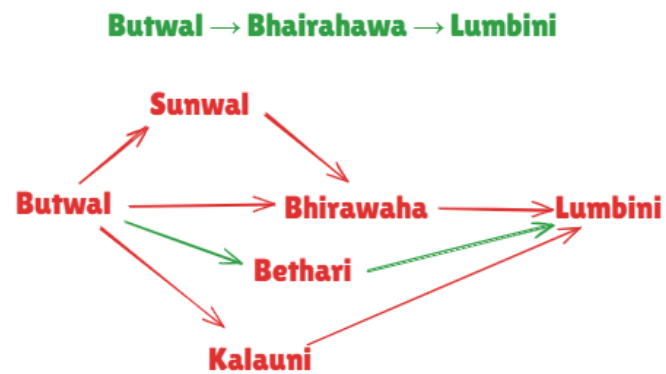 Butwal → Bhairahawa → Lumbini
Sunwal
Butwal
Bhirawaha
Lumbini
Bethari
Kalauni